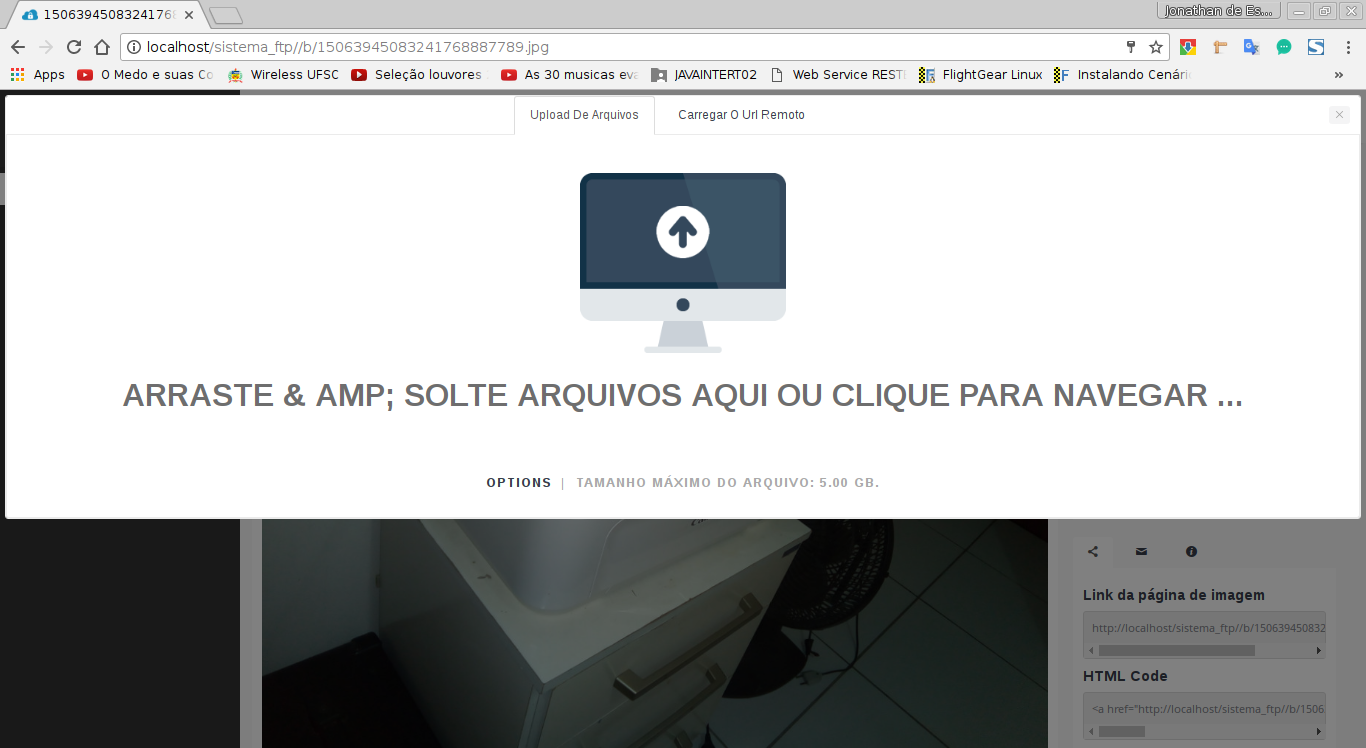 15063945083241768
Jonathan de Es...
localhost/sistema_ftp//b/15063945083241768887789.jpg
Apps O Medo e suas Co Wireless UFSC Seleção louvores As 30 musicas eva JAVAINTERT02 Web Service REST FlightGear Linux Instalando Cenári »
Upload De Arquivos Carregar O Url Remoto
ARRASTE & AMP; SOLTE ARQUIVOS AQUI OU CLIQUE PARA NAVEGAR ...
OPTIONS | TAMANHO MÁXIMO DO ARQUIVO: 5.00 GB.
Link da página de imagem
http://localhost/sistema_ftp//b/150639450832
HTML Code
<a href="http://localhost/sistema_ftp//b/1506